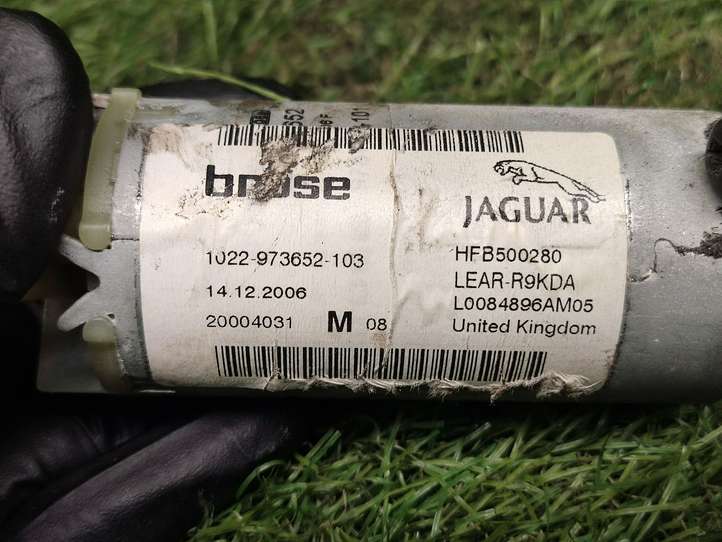 brose
JAGUAR
1022-973652-103
HFB500280
14.12.2006
LEAR-R9KDA
L0084896AM05
20004031 M 08
United Kingdom